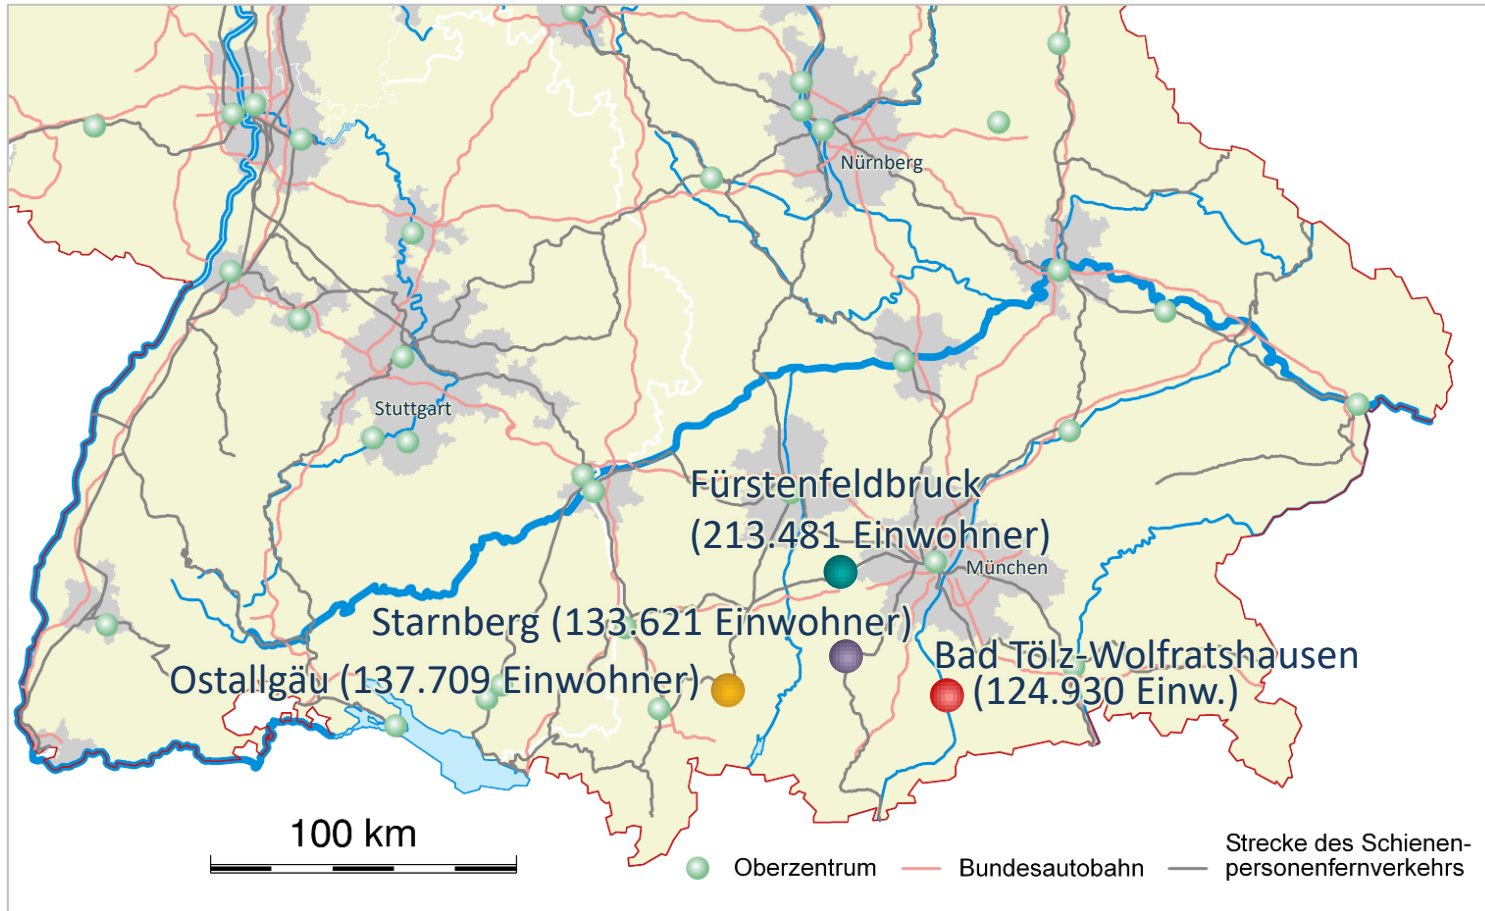 Nürnberg
Stuttgart
Fürstenfeldbruck
(213.481 Einwohner)
München
Starnberg (133.621 Einwohner)
Bad Tölz-Wolfratshausen
(124.930 Einw.)
Ostallgäu (137.709 Einwohner)
100 km
Oberzentrum
Bundesautobahn
Strecke des Schienen-
personenfernverkehrs